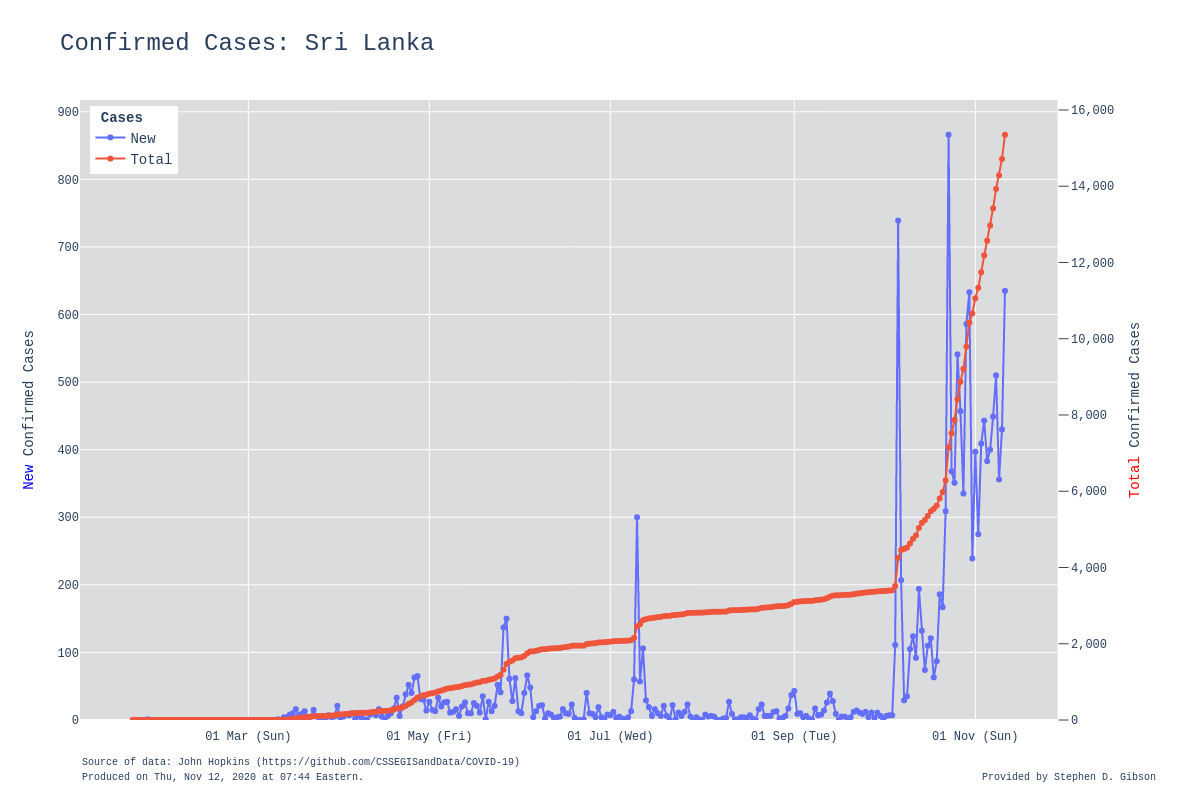 Confirmed Cases: Sri Lanka
Cases
New
Total
900
800
700
600
500
400
300
200
100
0
New Confirmed Cases
16,000
14,000
12,000
10,000
8,000
6,000
4,000
2,000
0
Total Confirmed Cases
01 Mar (Sun)
01 May (Fri)
01 Jul (Wed)
01 Sep (Tue)
01 Nov (Sun)
Source of data: John Hopkins (https://github.com/CSSEGISandData/COVID-19)
Produced on Thu, Nov 12, 2020 at 07:44 Eastern.
Provided by Stephen D. Gibson